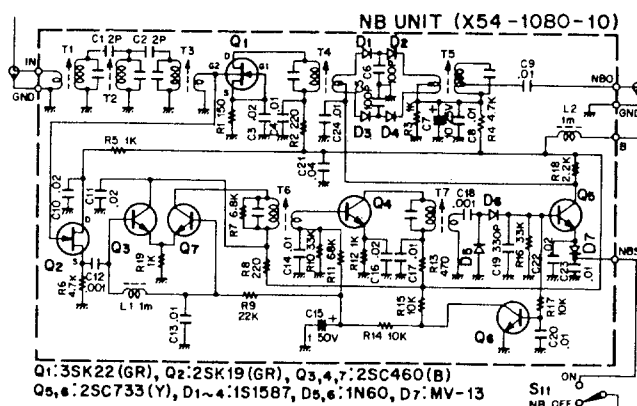 NB UNIT (X54-1080-10)
C1 2P C2 2P
Q1
D1 D2
IN T1 T3 T4 T5
G2 D G1 S
C6 100P
C9 .01
NBO
GND T2
R1 150
C3 .02
C4 .01
R2 220
C24 .01
100P
D3 D4
R3 1K
C7
C8 .01
R4 4.7K
GND
L2 1m
B
R5 1K
C21 .04
R18 2.2K
C10 .02
C11 .02
T6 T7
C18 .001
D6
Q5
D
S
Q2 Q3 Q7
R7 6.8K
Q4
C12 .001
R19 1K
R8 220
C14 .01
R10 33K
R11 68K
R12 1K
C16 .02
C17 .01
R13 470
D5
C19 330P
R16 33K
C22 .02
C23 .01
D7
NBS
R6 4.7K
L1 1m
C13 .01
R9 22K
C15 +
1 50V
R14 10K
R15 10K
Q6
R17 10K
C20 .01
Q1: 3SK22(GR), Q2: 2SK19(GR), Q3,4,7: 2SC460(B)
Q5,6: 2SC733(Y), D1~4: 1S1587, D5,6: 1N60, D7: MV-13
ON
S11
NB OFF